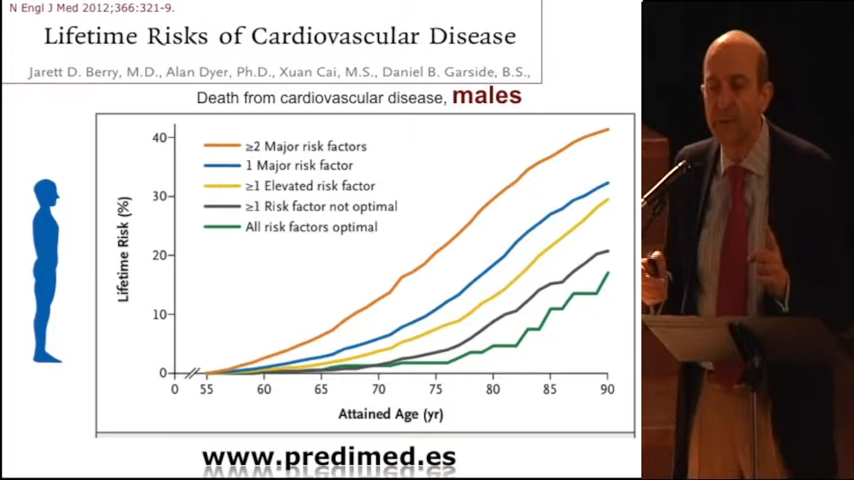 N Engl J Med 2012;366:321-9.
Lifetime Risks of Cardiovascular Disease
Jarett D. Berry, M.D., Alan Dyer, Ph.D., Xuan Cai, M.S., Daniel B. Garside, B.S.,
Death from cardiovascular disease, males
≥2 Major risk factors
1 Major risk factor
≥1 Elevated risk factor
≥1 Risk factor not optimal
All risk factors optimal
Lifetime Risk (%)
40
30
20
10
0
0 55 60 65 70 75 80 85 90
Attained Age (yr)
www.predimed.es